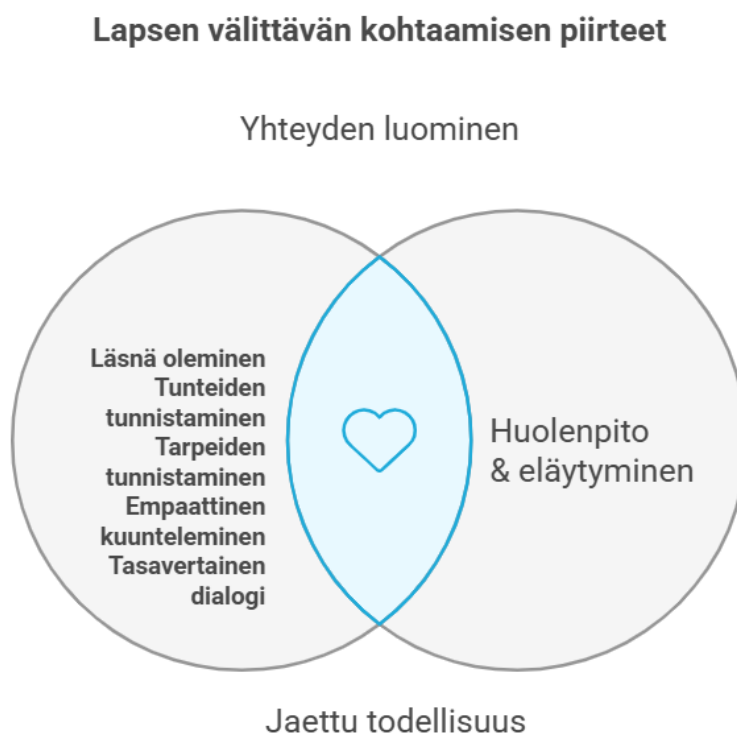 Lapsen välittävän kohtaamisen piirteet
Yhteyden luominen
Läsnä oleminen
Tunteiden
tunnistaminen
Tarpeiden
tunnistaminen
Empaattinen
kuunteleminen
Tasavertainen
dialogi
Huolenpito
& eläytyminen
Jaettu todellisuus